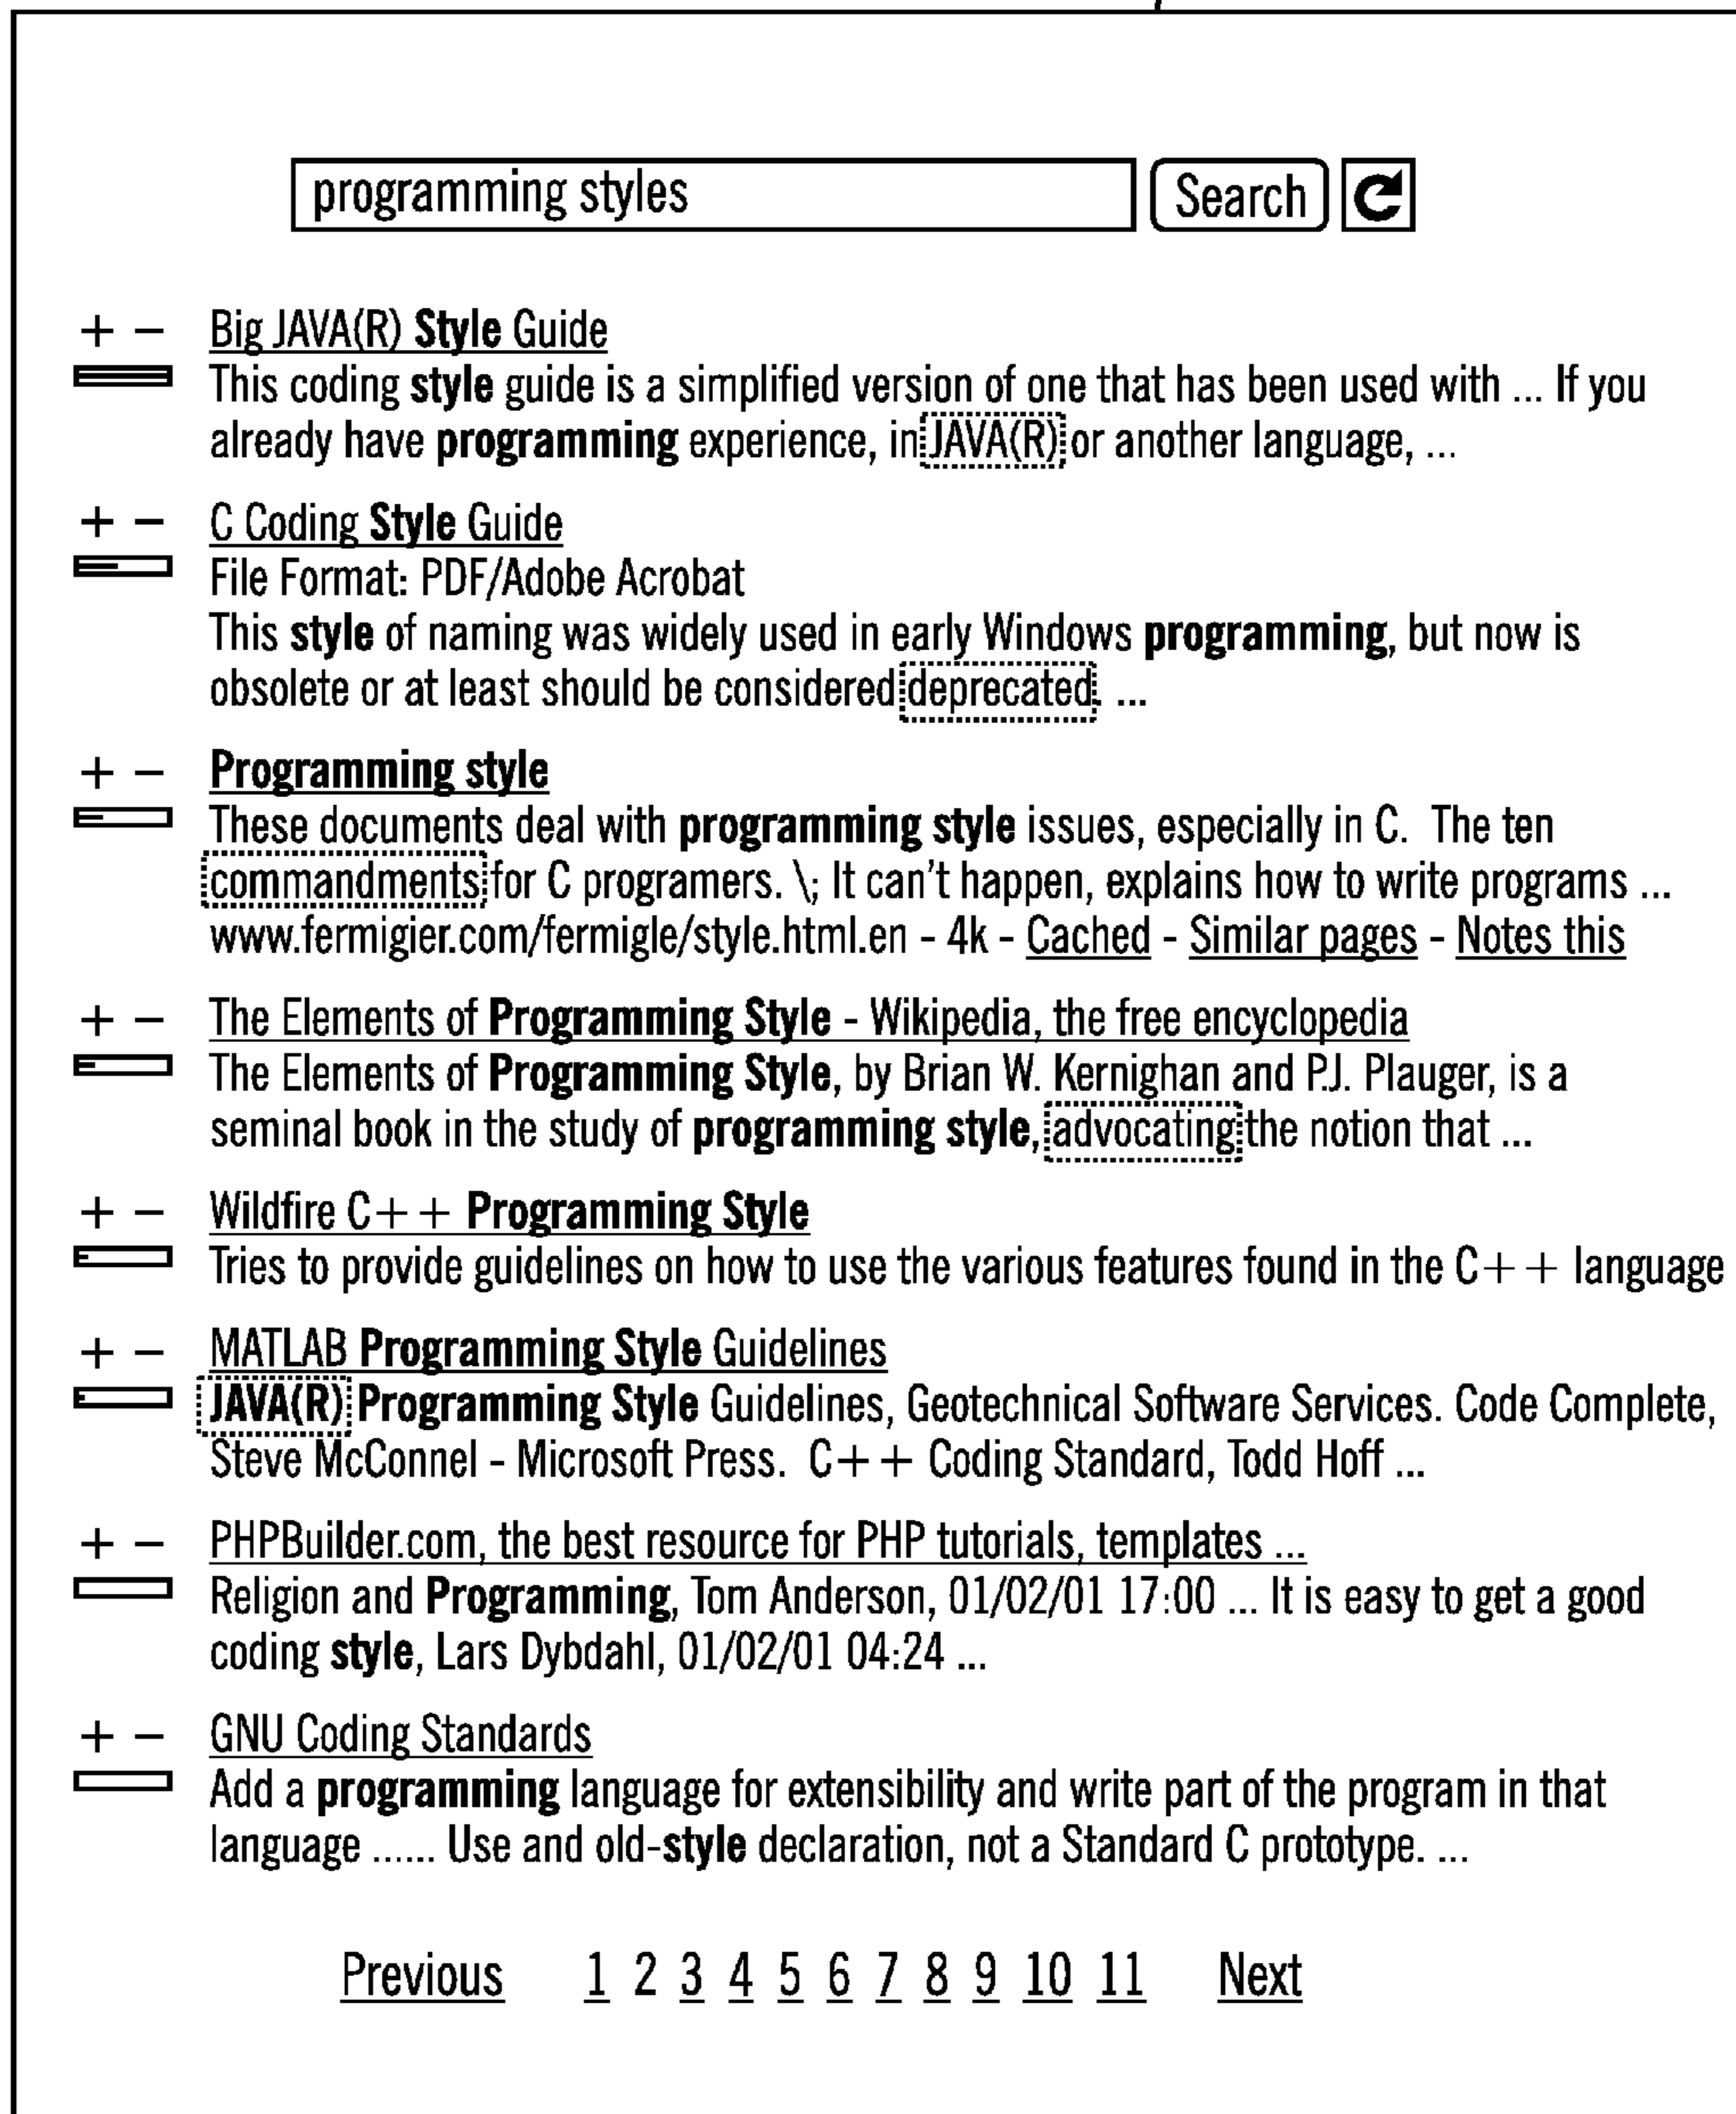 programming styles Search
+ − Big JAVA(R) Style Guide
This coding style guide is a simplified version of one that has been used with ... If you
already have programming experience, in JAVA(R) or another language, ...
+ − C Coding Style Guide
File Format: PDF/Adobe Acrobat
This style of naming was widely used in early Windows programming, but now is
obsolete or at least should be considered deprecated. ...
+ − Programming style
These documents deal with programming style issues, especially in C. The ten
commandments for C programers. \; It can't happen, explains how to write programs ...
www.fermigier.com/fermigle/style.html.en - 4k - Cached - Similar pages - Notes this
+ − The Elements of Programming Style - Wikipedia, the free encyclopedia
The Elements of Programming Style, by Brian W. Kernighan and P.J. Plauger, is a
seminal book in the study of programming style, advocating the notion that ...
+ − Wildfire C++ Programming Style
Tries to provide guidelines on how to use the various features found in the C++ language
+ − MATLAB Programming Style Guidelines
JAVA(R) Programming Style Guidelines, Geotechnical Software Services. Code Complete,
Steve McConnel - Microsoft Press. C++ Coding Standard, Todd Hoff ...
+ − PHPBuilder.com, the best resource for PHP tutorials, templates ...
Religion and Programming, Tom Anderson, 01/02/01 17:00 ... It is easy to get a good
coding style, Lars Dybdahl, 01/02/01 04:24 ...
+ − GNU Coding Standards
Add a programming language for extensibility and write part of the program in that
language ...... Use and old-style declaration, not a Standard C prototype. ...
Previous 1 2 3 4 5 6 7 8 9 10 11 Next